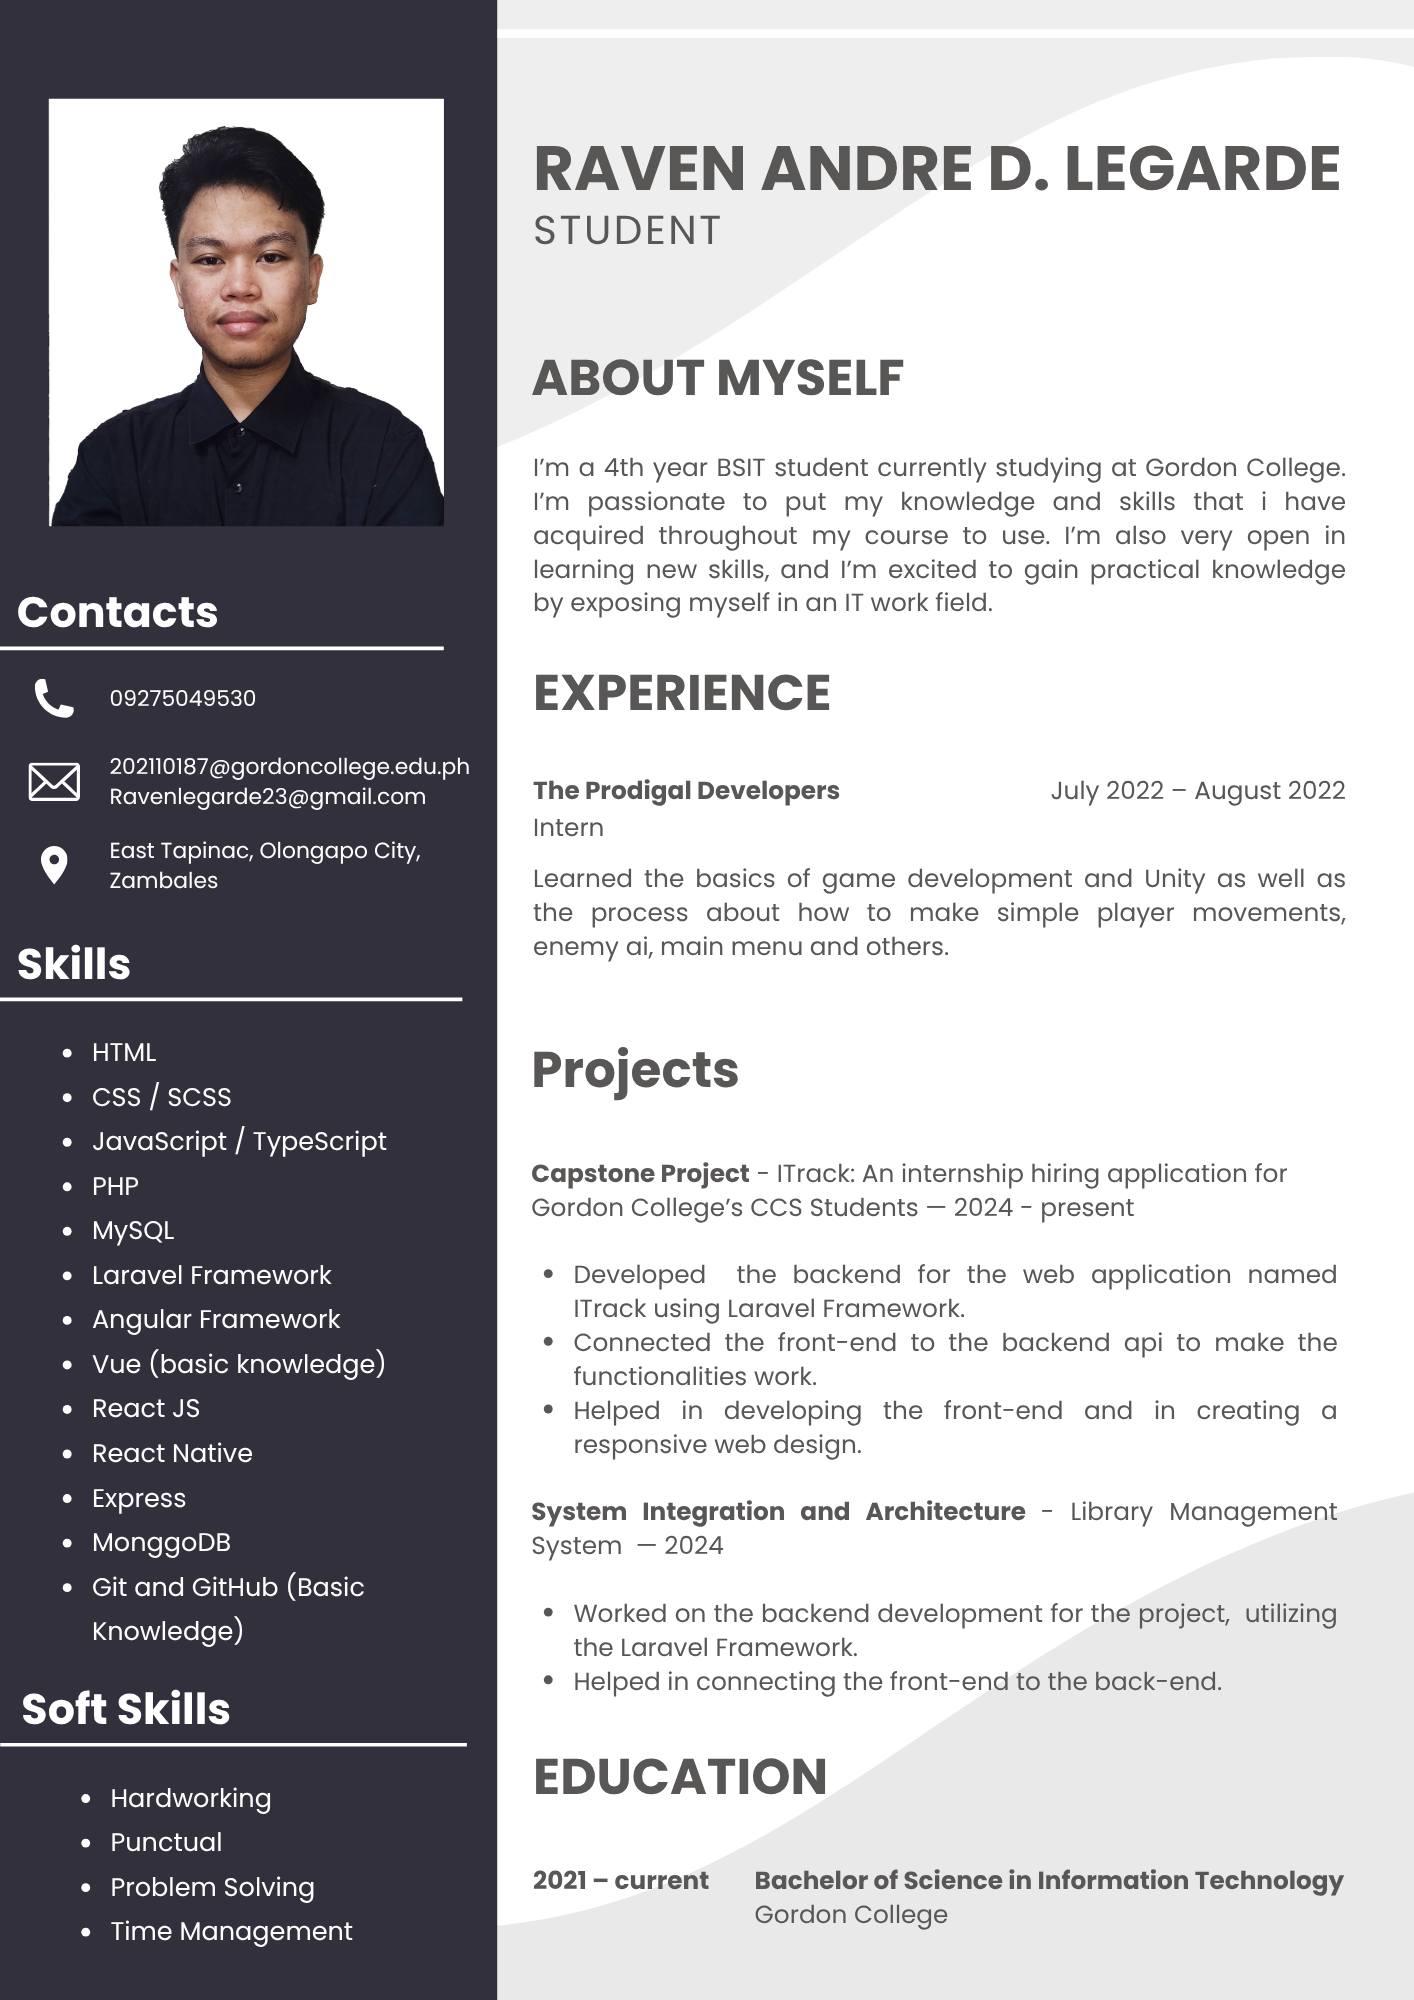 RAVEN ANDRE D. LEGARDE
STUDENT
Contacts
09275049530
202110187@gordoncollege.edu.ph
Ravenlegarde23@gmail.com
East Tapinac, Olongapo City,
Zambales
Skills
• HTML
• CSS / SCSS
• JavaScript / TypeScript
• PHP
• MySQL
• Laravel Framework
• Angular Framework
• Vue (basic knowledge)
• React JS
• React Native
• Express
• MonggoDB
• Git and GitHub (Basic
Knowledge)
Soft Skills
• Hardworking
• Punctual
• Problem Solving
• Time Management
ABOUT MYSELF
I’m a 4th year BSIT student currently studying at Gordon College.
I’m passionate to put my knowledge and skills that i have
acquired throughout my course to use. I’m also very open in
learning new skills, and I’m excited to gain practical knowledge
by exposing myself in an IT work field.
EXPERIENCE
The Prodigal Developers July 2022 – August 2022
Intern
Learned the basics of game development and Unity as well as
the process about how to make simple player movements,
enemy ai, main menu and others.
Projects
Capstone Project - ITrack: An internship hiring application for
Gordon College’s CCS Students — 2024 - present
• Developed the backend for the web application named
ITrack using Laravel Framework.
• Connected the front-end to the backend api to make the
functionalities work.
• Helped in developing the front-end and in creating a
responsive web design.
System Integration and Architecture - Library Management
System — 2024
• Worked on the backend development for the project, utilizing
the Laravel Framework.
• Helped in connecting the front-end to the back-end.
EDUCATION
2021 – current Bachelor of Science in Information Technology
Gordon College